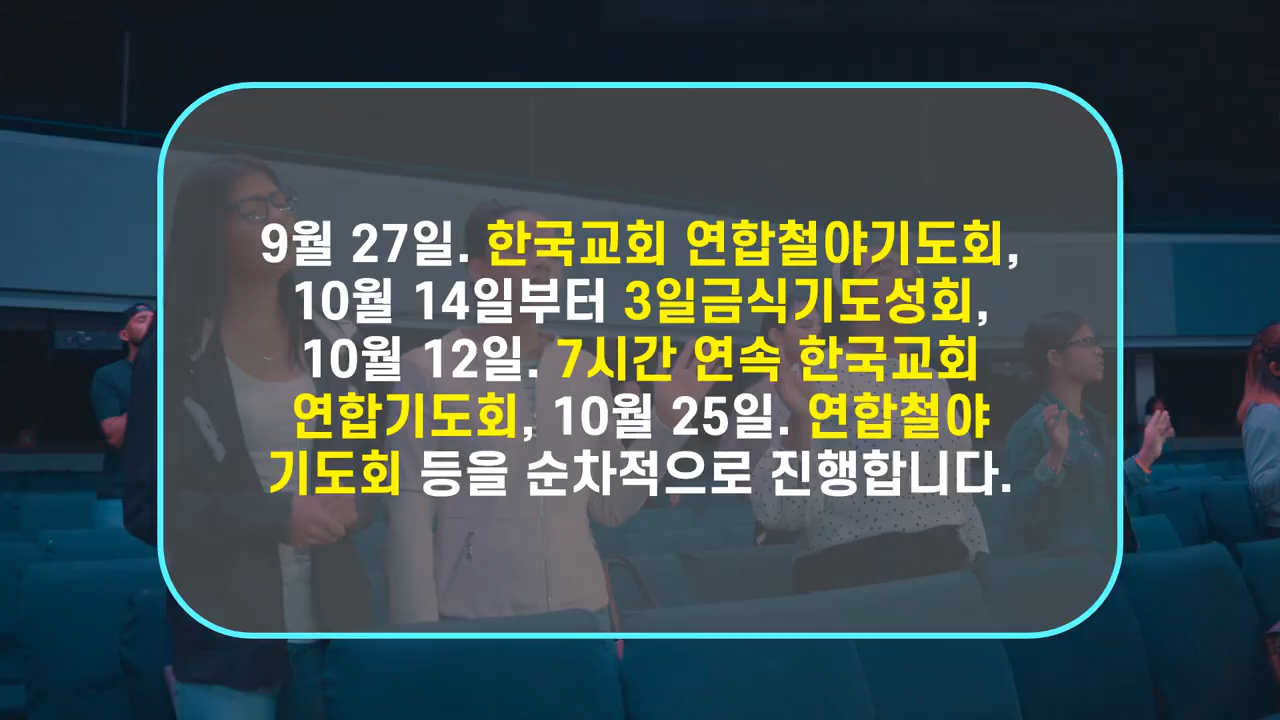 9월 27일. 한국교회 연합철야기도회,
10월 14일부터 3일금식기도성회,
10월 12일. 7시간 연속 한국교회
연합기도회, 10월 25일. 연합철야
기도회 등을 순차적으로 진행합니다.